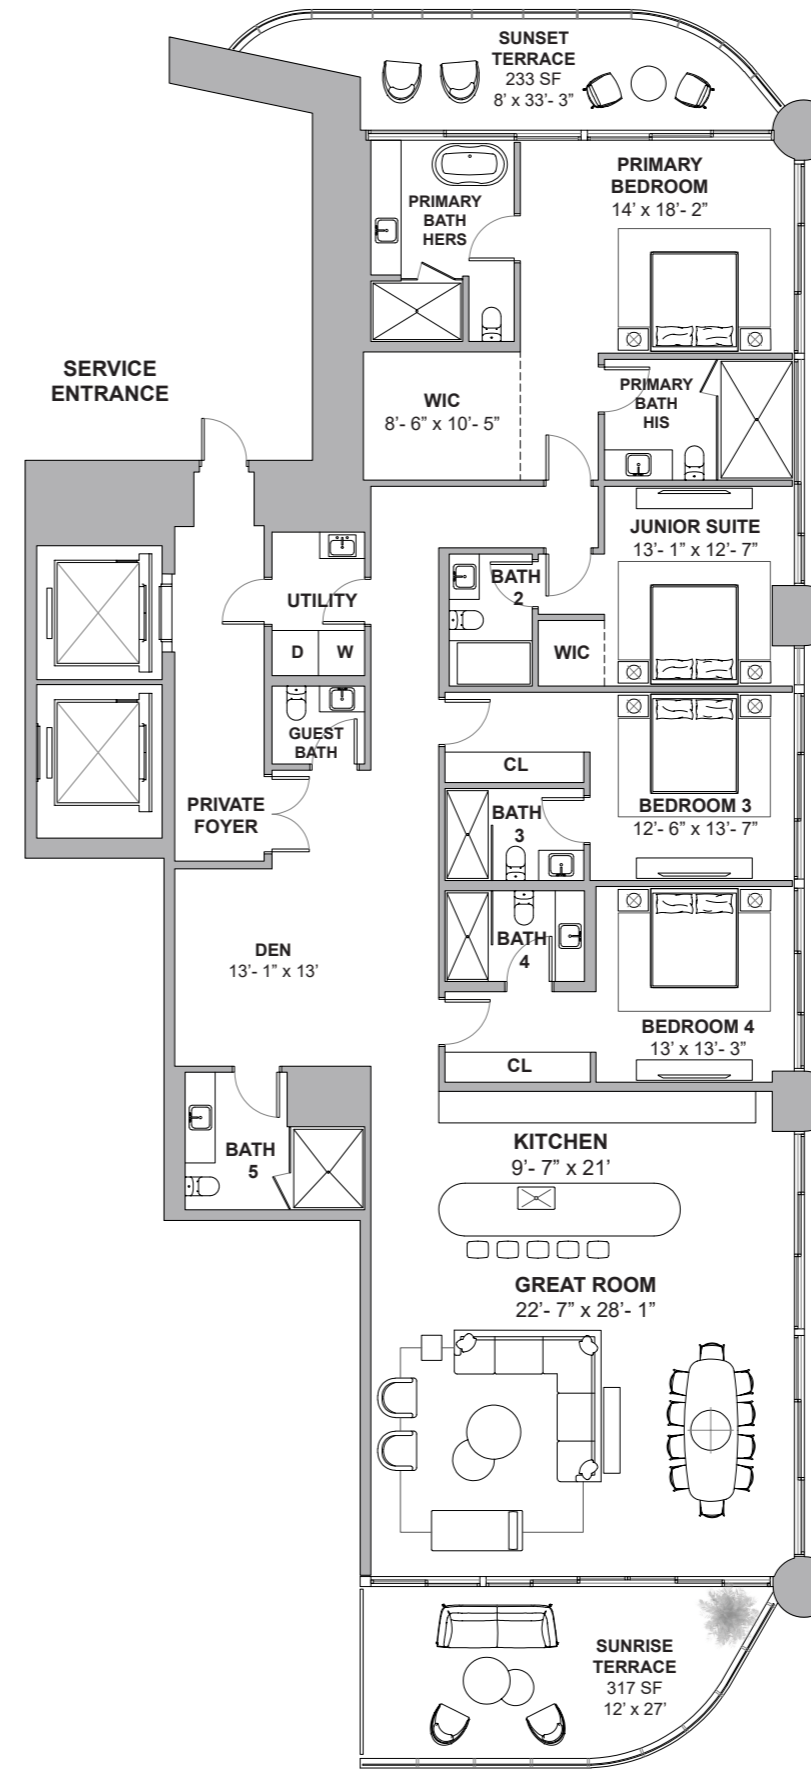 SUNSET
TERRACE
233 SF
8’ x 33’- 3”
PRIMARY
BEDROOM
14’ x 18’- 2”
PRIMARY
BATH
HERS
SERVICE
ENTRANCE
WIC
8’- 6” x 10’- 5”
PRIMARY
BATH
HIS
JUNIOR SUITE
13’- 1” x 12’- 7”
BATH
2
UTILITY
WIC
D
W
GUEST
BATH
CL
PRIVATE
FOYER
BEDROOM 3
12’- 6” x 13’- 7”
BATH
3
BATH
4
DEN
13’- 1” x 13’
BEDROOM 4
13’ x 13’- 3”
CL
KITCHEN
9’- 7” x 21’
BATH
5
GREAT ROOM
22’- 7” x 28’- 1”
SUNRISE
TERRACE
317 SF
12’ x 27’